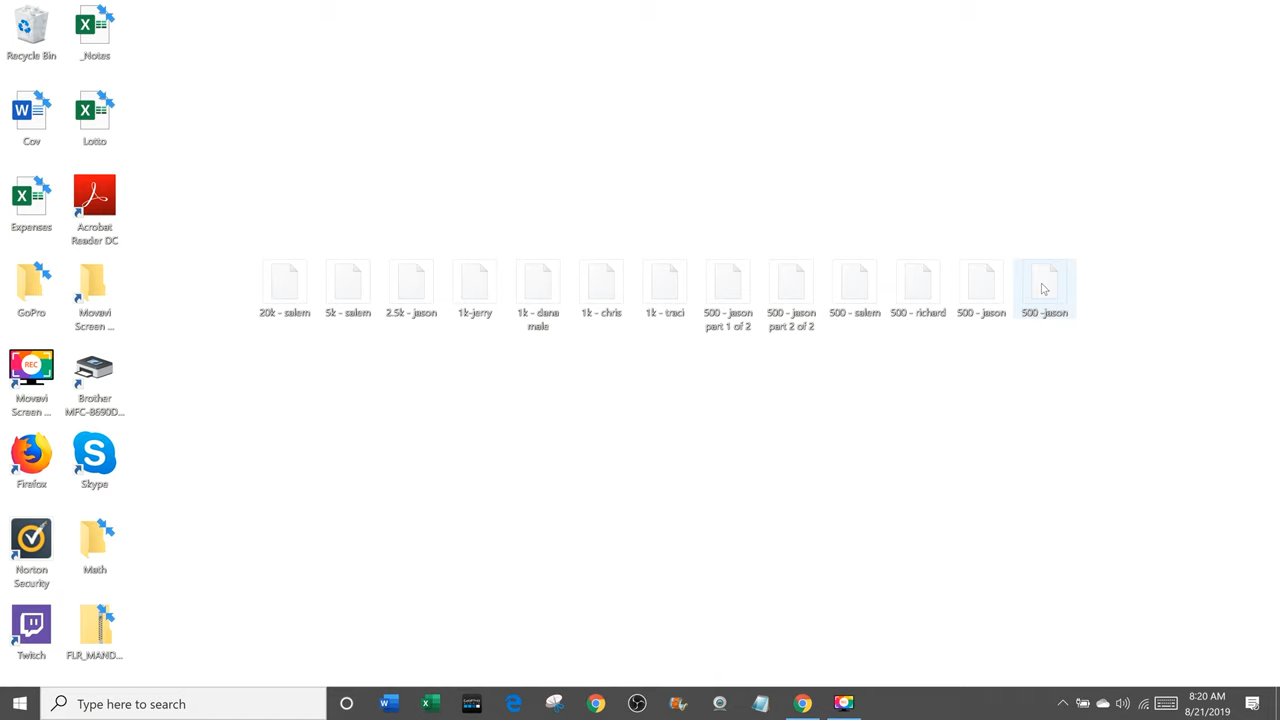 Recycle Bin
_Notes
Cov
Lotto
Expenses
Acrobat
Reader DC
GoPro
Movavi
Screen ...
REC
Movavi
Screen ...
Brother
MFC-8690D...
Firefox
Skype
Norton
Security
Math
Twitch
FLR_MAND...
20k - salem
5k - salem
2.5k - jason
1k-jerry
1k - dana
male
1k - chris
1k - traci
500 - jason
part 1 of 2
500 - jason
part 2 of 2
500 - salem
500 - richard
500 - jason
500 -jason
Type here to search
8:20 AM
8/21/2019